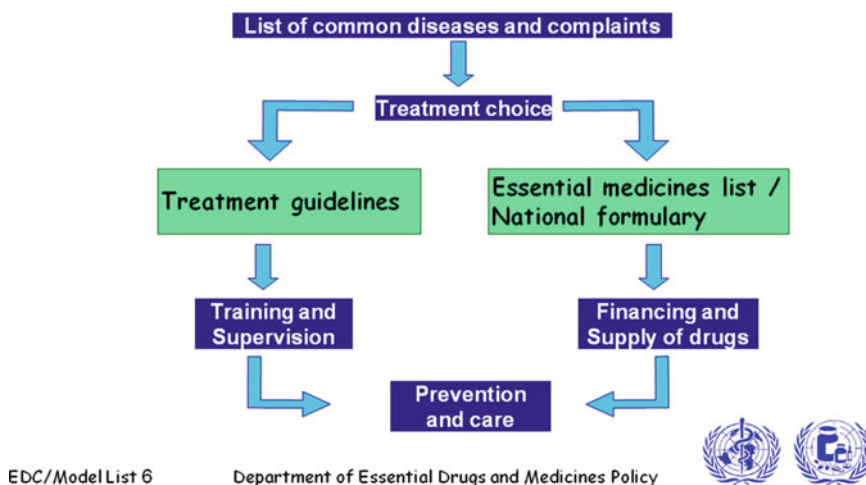 List of common diseases and complaints
Treatment choice
Treatment guidelines
Essential medicines list /
National formulary
Training and
Supervision
Financing and
Supply of drugs
Prevention
and care
EDC/Model List 6
Department of Essential Drugs and Medicines Policy